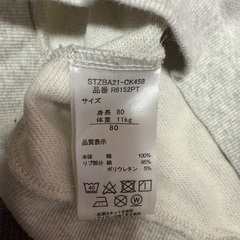 STZBA21-CK458
品番 R6152PT
サイズ
身長 80
体重 11kg
80
品質表示
本体 綿 100%
リブ部分 綿 95%
ポリウレタン 5%